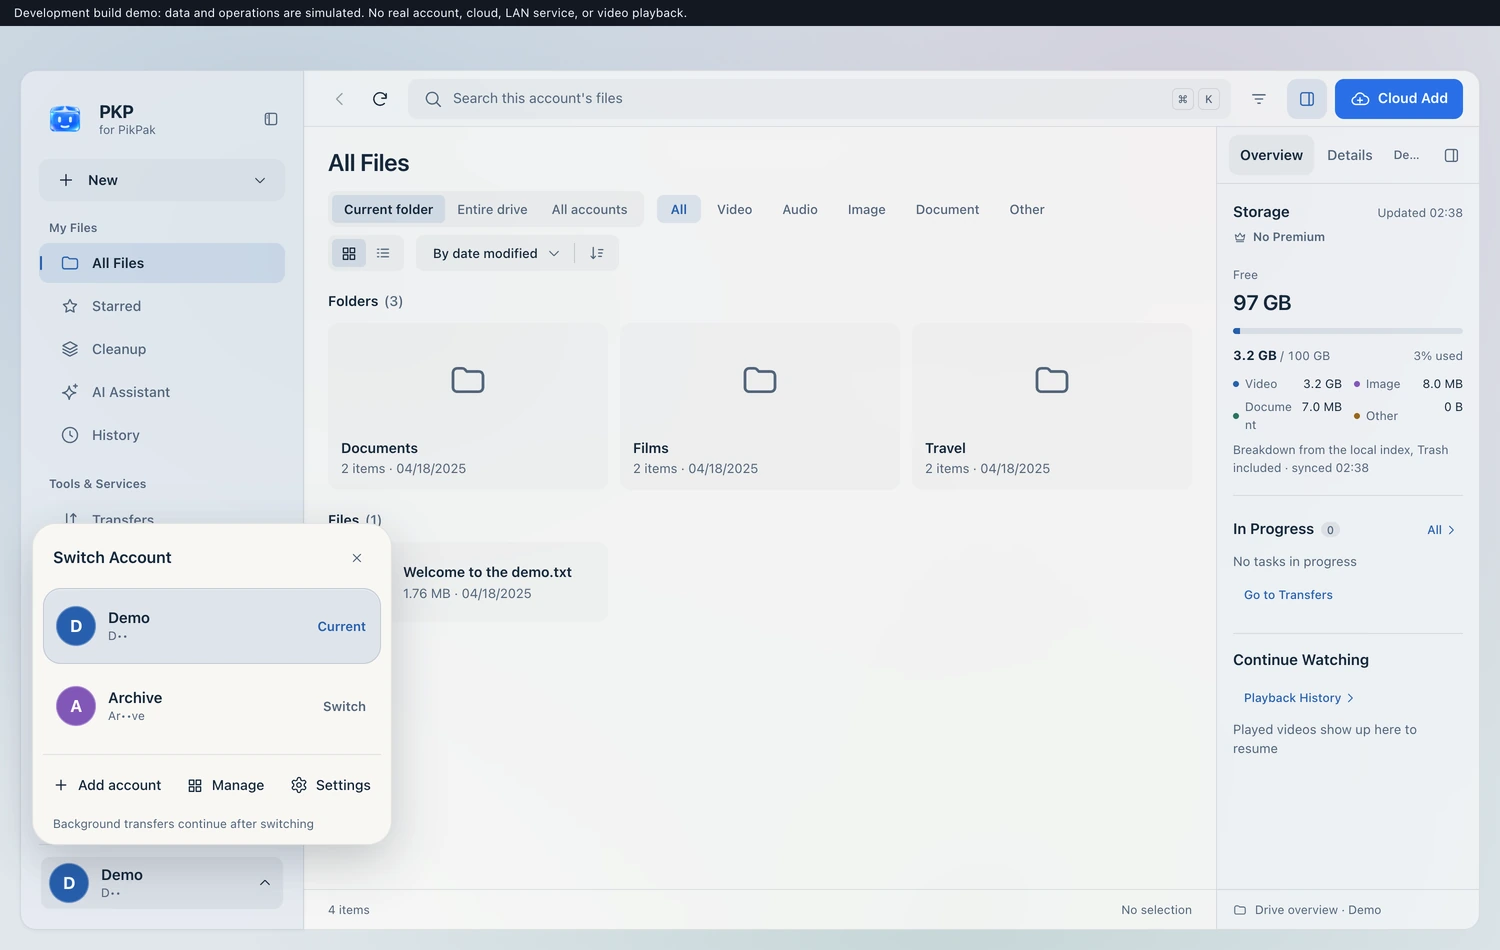 Development build demo: data and operations are simulated. No real account, cloud, LAN service, or video playback.
PKP
for PikPak
New
My Files
All Files
Starred
Cleanup
AI Assistant
History
Tools & Services
Transfers
Switch Account
D
Demo
D··
Current
A
Archive
Ar··ve
Switch
Add account
Manage
Settings
Background transfers continue after switching
D
Demo
D··
Search this account's files
⌘ K
Cloud Add
All Files
Current folder
Entire drive
All accounts
All
Video
Audio
Image
Document
Other
By date modified
Folders (3)
Documents
2 items · 04/18/2025
Films
2 items · 04/18/2025
Travel
2 items · 04/18/2025
Files (1)
Welcome to the demo.txt
1.76 MB · 04/18/2025
4 items
No selection
Overview
Details
De...
Storage
Updated 02:38
No Premium
Free
97 GB
3.2 GB / 100 GB
3% used
Video 3.2 GB
Image 8.0 MB
Docume 7.0 MB
nt
Other 0 B
Breakdown from the local index, Trash
included · synced 02:38
In Progress 0
All
No tasks in progress
Go to Transfers
Continue Watching
Playback History
Played videos show up here to
resume
Drive overview · Demo